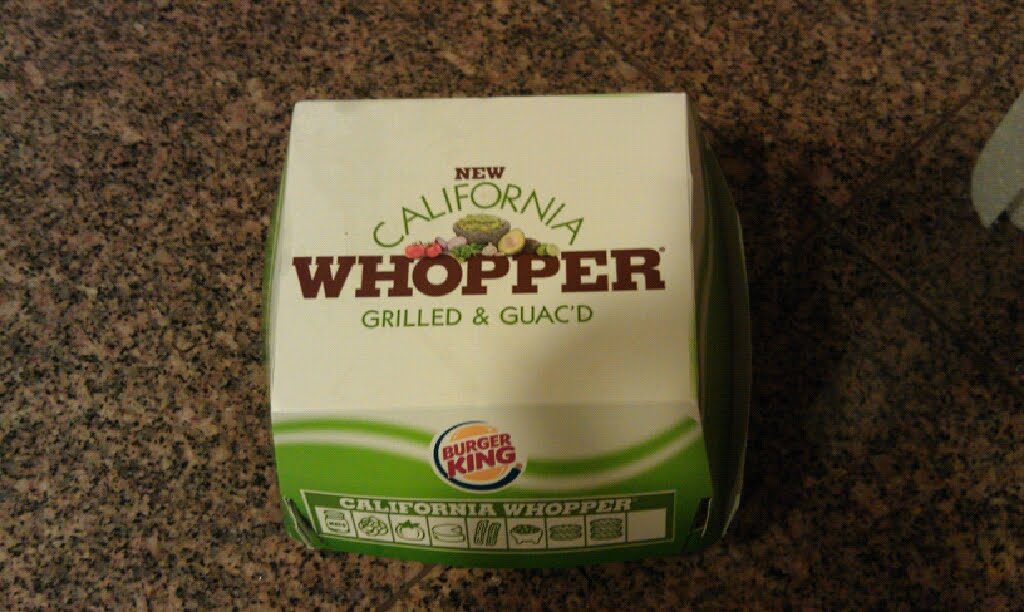 NEW
CALIFORNIA
WHOPPER®
GRILLED & GUAC'D
BURGER
KING
CALIFORNIA WHOPPER